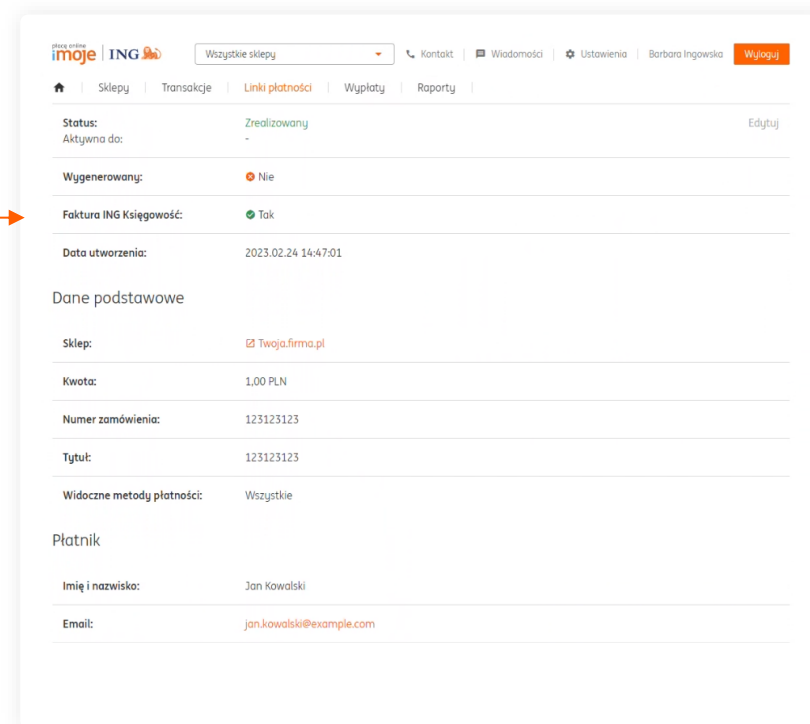 płacę online
imoje ING Wszystkie sklepy Kontakt Wiadomości Ustawienia Barbara Ingowska Wyloguj
Sklepy Transakcje Linki płatności Wypłaty Raporty
Status: Zrealizowany Edytuj
Aktywna do: -
Wygenerowany: Nie
Faktura ING Księgowość: Tak
Data utworzenia: 2023.02.24 14:47:01
Dane podstawowe
Sklep: Twoja.firma.pl
Kwota: 1,00 PLN
Numer zamówienia: 123123123
Tytuł: 123123123
Widoczne metody płatności: Wszystkie
Płatnik
Imię i nazwisko: Jan Kowalski
Email: jan.kowalski@example.com